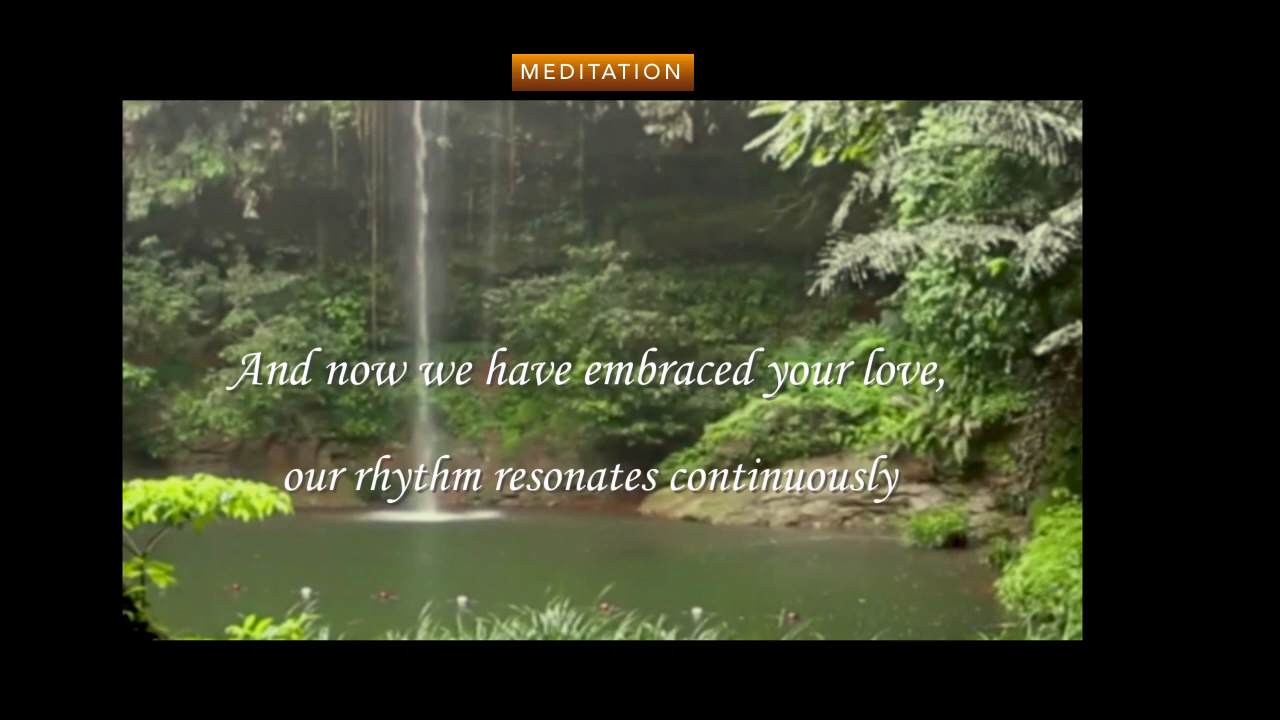 MEDITATION
And now we have embraced your love,
our rhythm resonates continuously